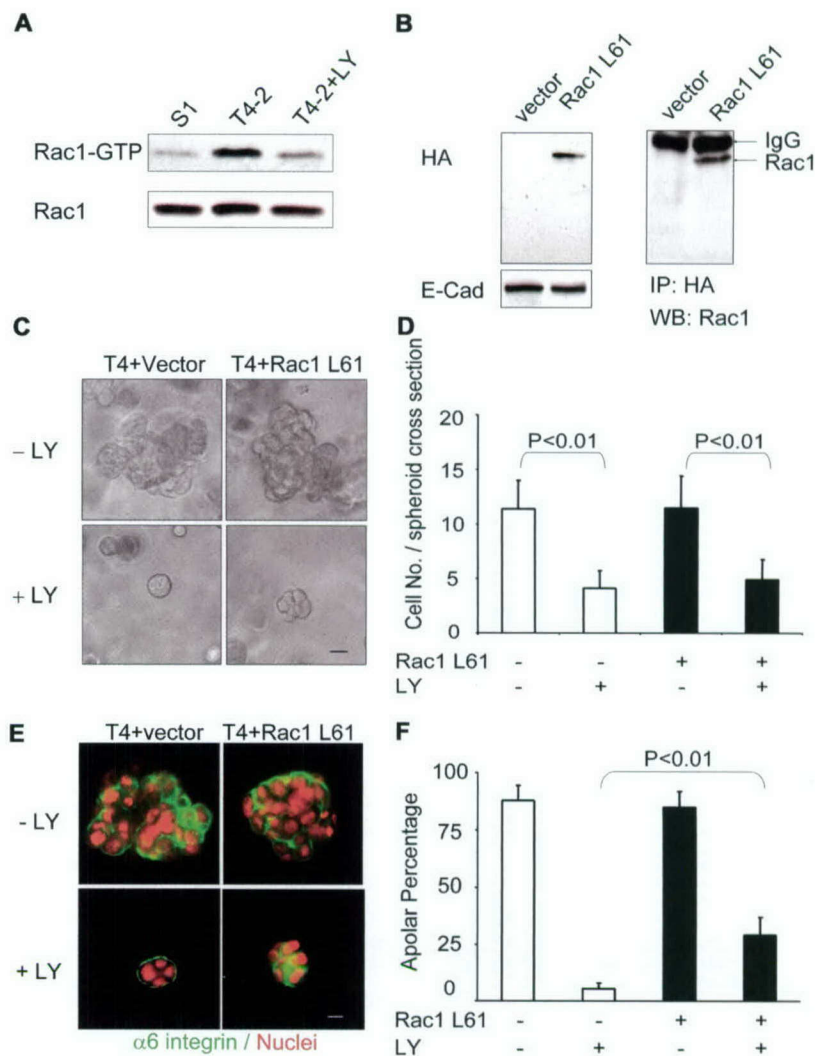 A
S1
T4-2
T4-2+LY
Rac1-GTP
Rac1
B
vector
Rac1 L61
HA
E-Cad
vector
Rac1 L61
IgG
Rac1
IP: HA
WB: Rac1
C
T4+Vector
T4+Rac1 L61
– LY
+ LY
D
Cell No. / spheroid cross section
20
15
10
5
0
P<0.01
P<0.01
Rac1 L61 - - + +
LY - + - +
E
T4+vector
T4+Rac1 L61
- LY
+ LY
α6 integrin / Nuclei
F
Apolar Percentage
100
75
50
25
0
P<0.01
Rac1 L61 - - + +
LY - + - +